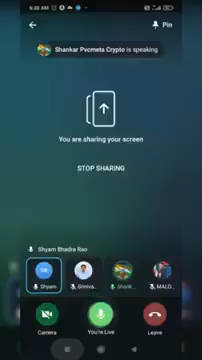 6:30 AM
Pin
Shankar Pvcmeta Crypto is speaking
You are sharing your screen
STOP SHARING
Shyam Bhadra Rao
SB
Shyam
Sriniva...
Shank...
MALD...
Camera
You're Live
Leave